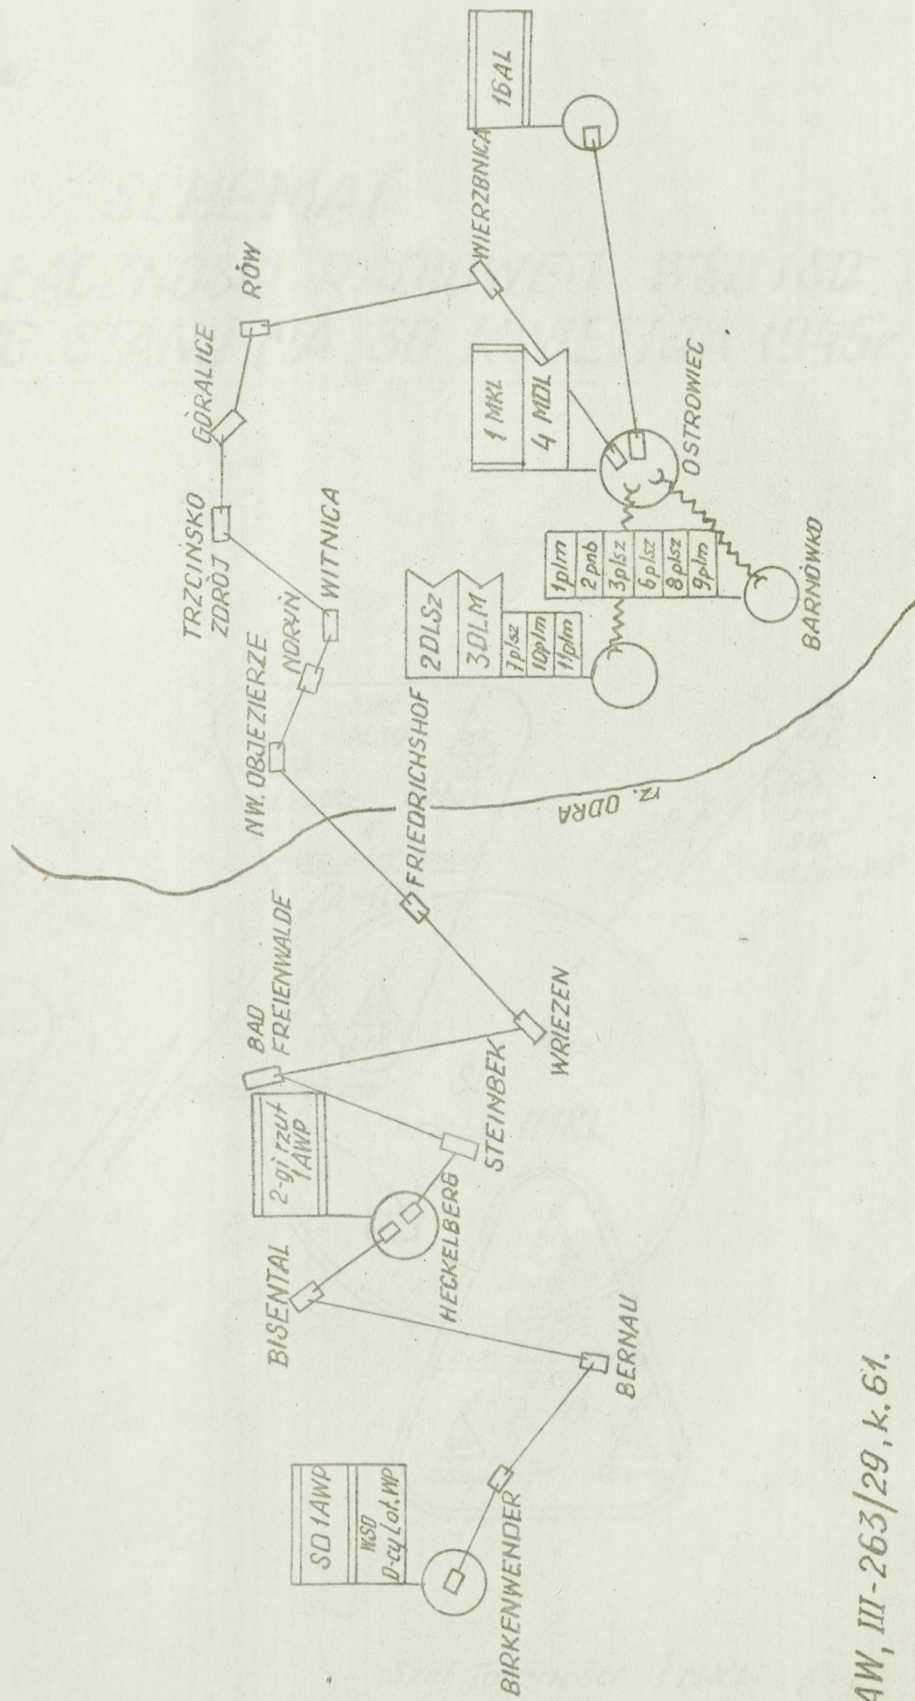 SD 1AWP
WSD
D-cy Lot. WP
BIRKENWENDER
BERNAU
BISENTAL
2-gi rzut
1AWP
HECKELBERG
STEINBEK
BAD
FREIENWALDE
WRIEZEN
FRIEDRICHSHOF
rz. ODRA
NW. OBJEZIERZE
NORYŃ
WITNICA
TRZCIŃSKO
ZDRÓJ
GÓRALICE
RÓW
WIERZBNICA
2DLSz
3DLM
7plsz
10plm
11plm
1plm
2pnb
3plsz
6plsz
8plsz
9plm
BARNÓWKO
1 MKL
4 MDL
OSTROWIEC
16AL
AW, III-263/29, k. 61.
SCHEMAT